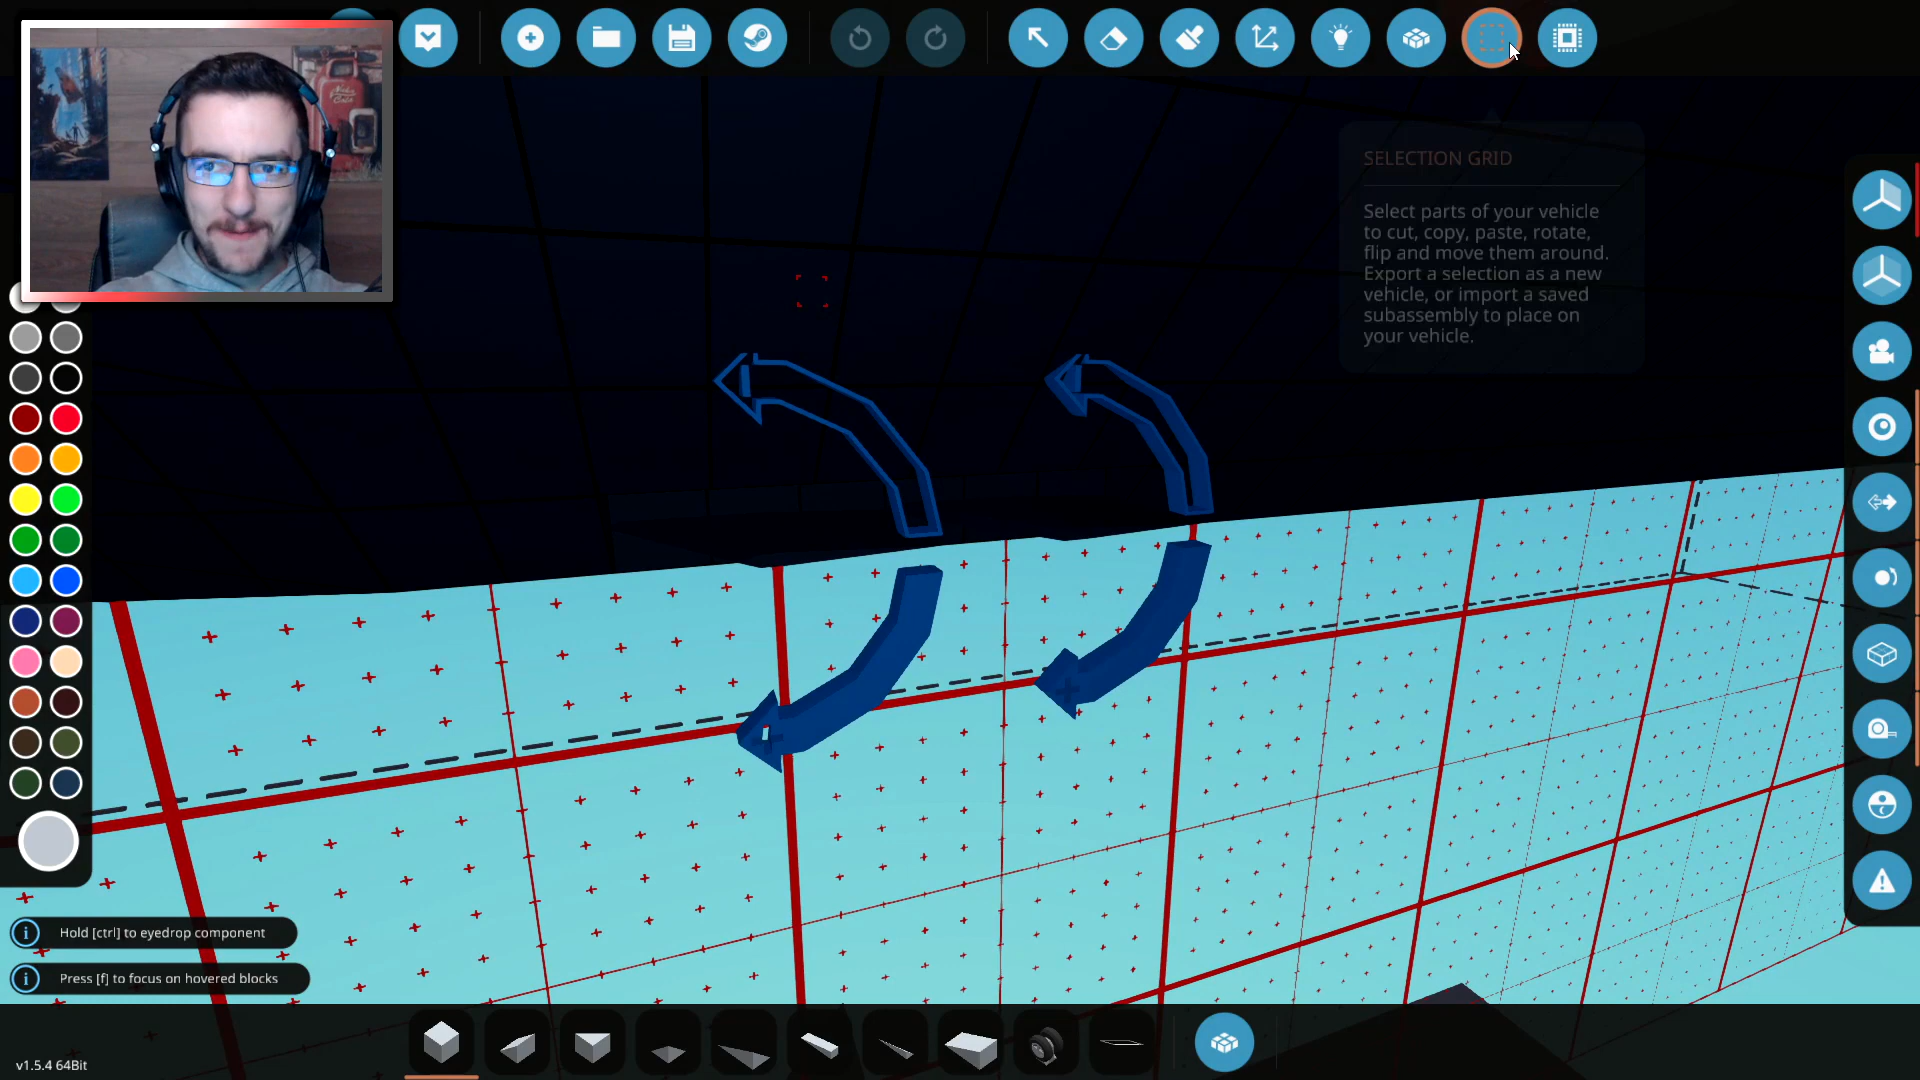 SELECTION GRID
Select parts of your vehicle
to cut, copy, paste, rotate,
flip and move them around.
Export a selection as a new
vehicle, or import a saved
subassembly to place on
your vehicle.
Hold [ctrl] to eyedrop component
Press [f] to focus on hovered blocks
v1.5.4 64Bit